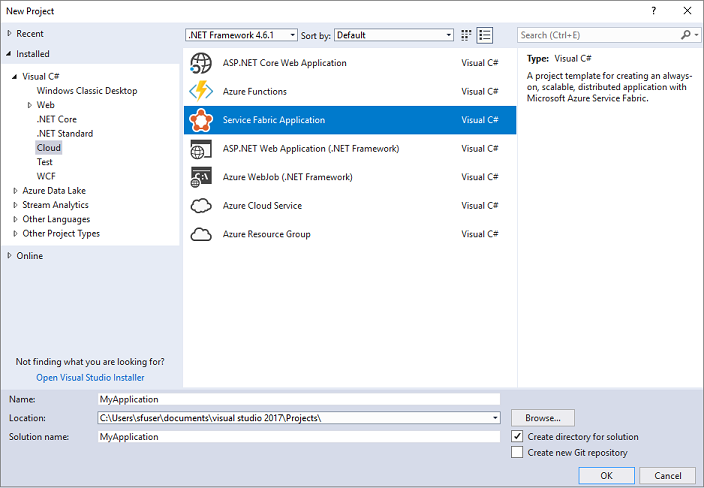 New Project
? 
Recent
Installed
Visual C#
Windows Classic Desktop
Web
.NET Core
.NET Standard
Cloud
Test
WCF
Azure Data Lake
Stream Analytics
Other Languages
Other Project Types
Online
Not finding what you are looking for?
Open Visual Studio Installer
.NET Framework 4.6.1 Sort by: Default
ASP.NET Core Web Application Visual C#
Azure Functions Visual C#
Service Fabric Application Visual C#
ASP.NET Web Application (.NET Framework) Visual C#
Azure WebJob (.NET Framework) Visual C#
Azure Cloud Service Visual C#
Azure Resource Group Visual C#
Search (Ctrl+E)
Type: Visual C#
A project template for creating an always-
on, scalable, distributed application with
Microsoft Azure Service Fabric.
Name: MyApplication
Location: C:\Users\sfuser\documents\visual studio 2017\Projects\ Browse...
Solution name: MyApplication
Create directory for solution
Create new Git repository
OK Cancel